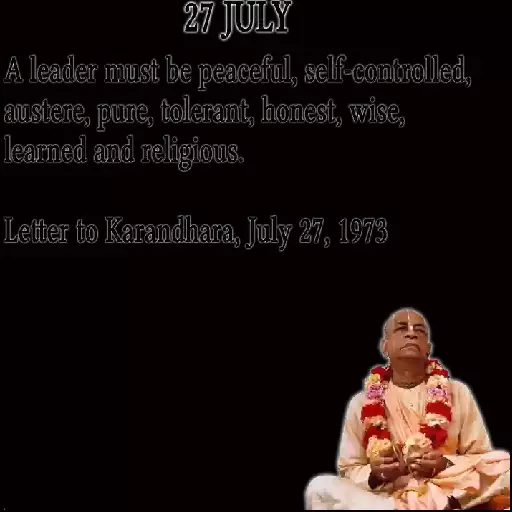 27 JULY
A leader must be peaceful, self-controlled,
austere, pure, tolerant, honest, wise,
learned and religious.
Letter to Karandhara, July 27, 1973